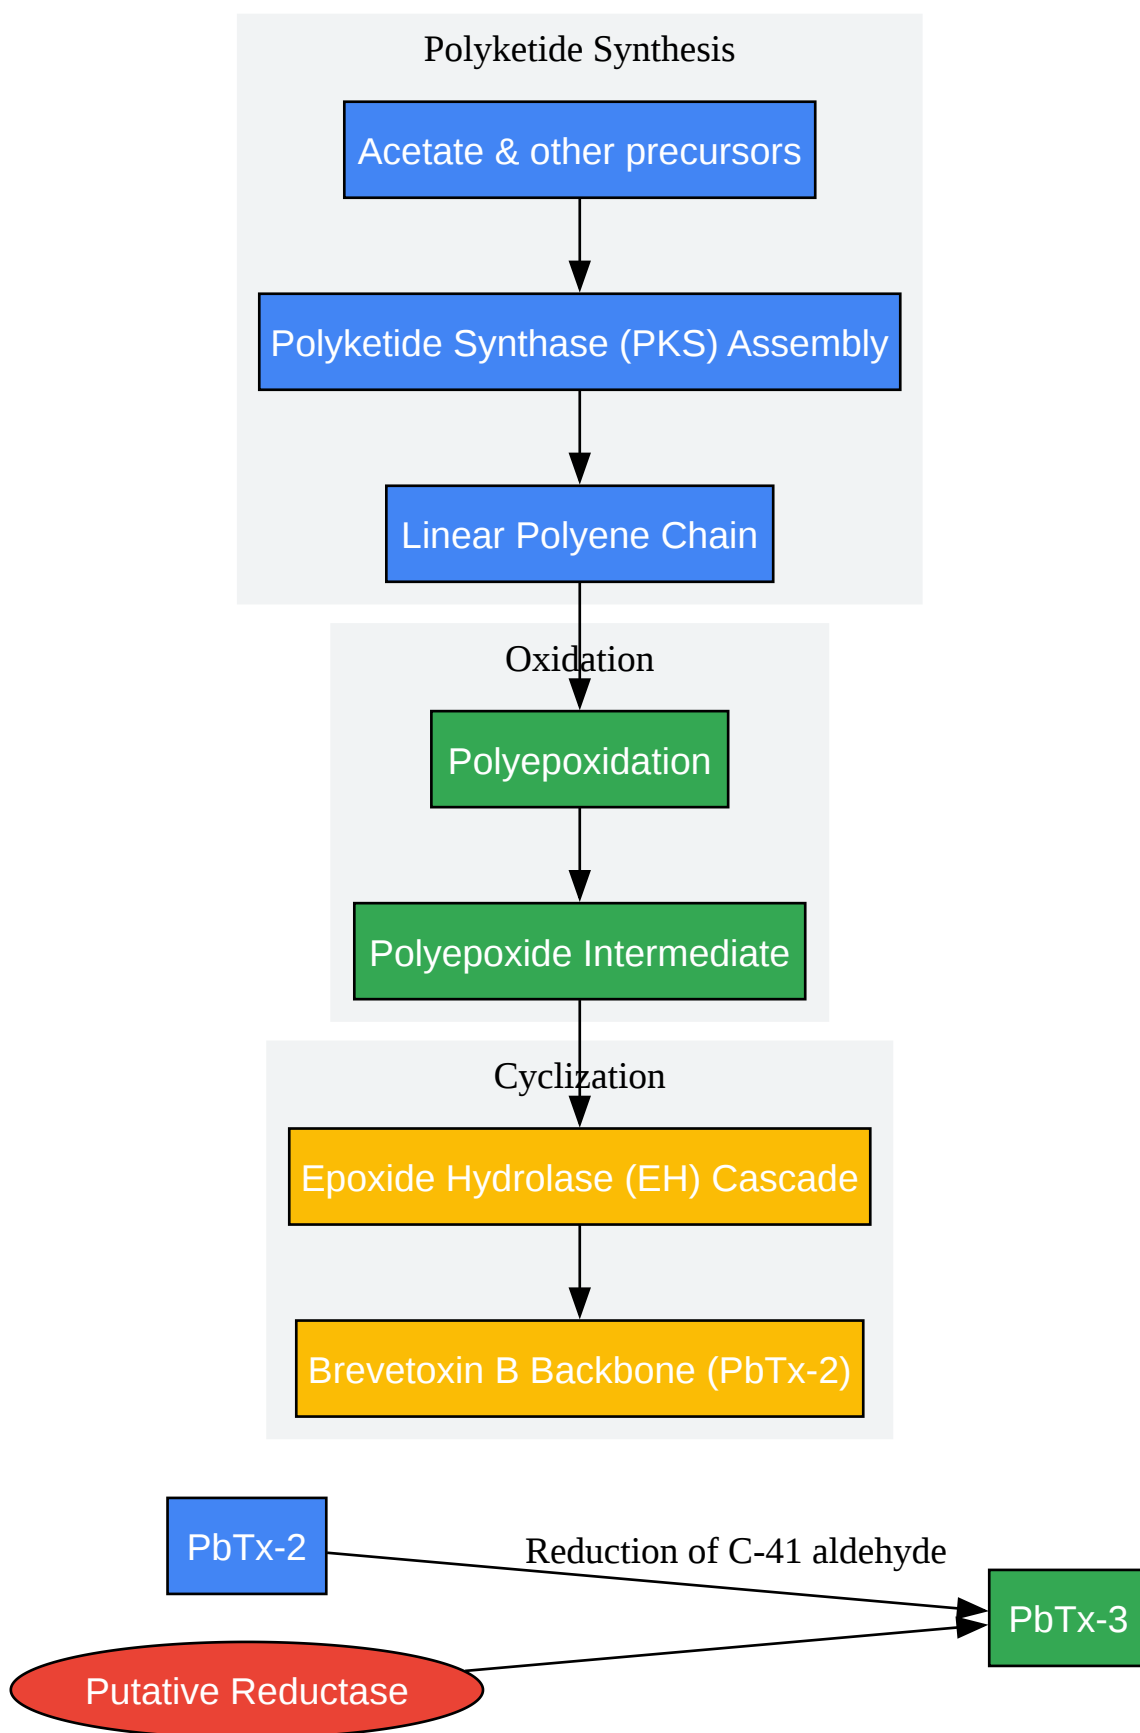 Polyketide Synthesis
Acetate & other precursors
Polyketide Synthase (PKS) Assembly
Linear Polyene Chain
Oxidation
Polyepoxidation
Polyepoxide Intermediate
Cyclization
Epoxide Hydrolase (EH) Cascade
Brevetoxin B Backbone (PbTx-2)
PbTx-2
Reduction of C-41 aldehyde
PbTx-3
Putative Reductase